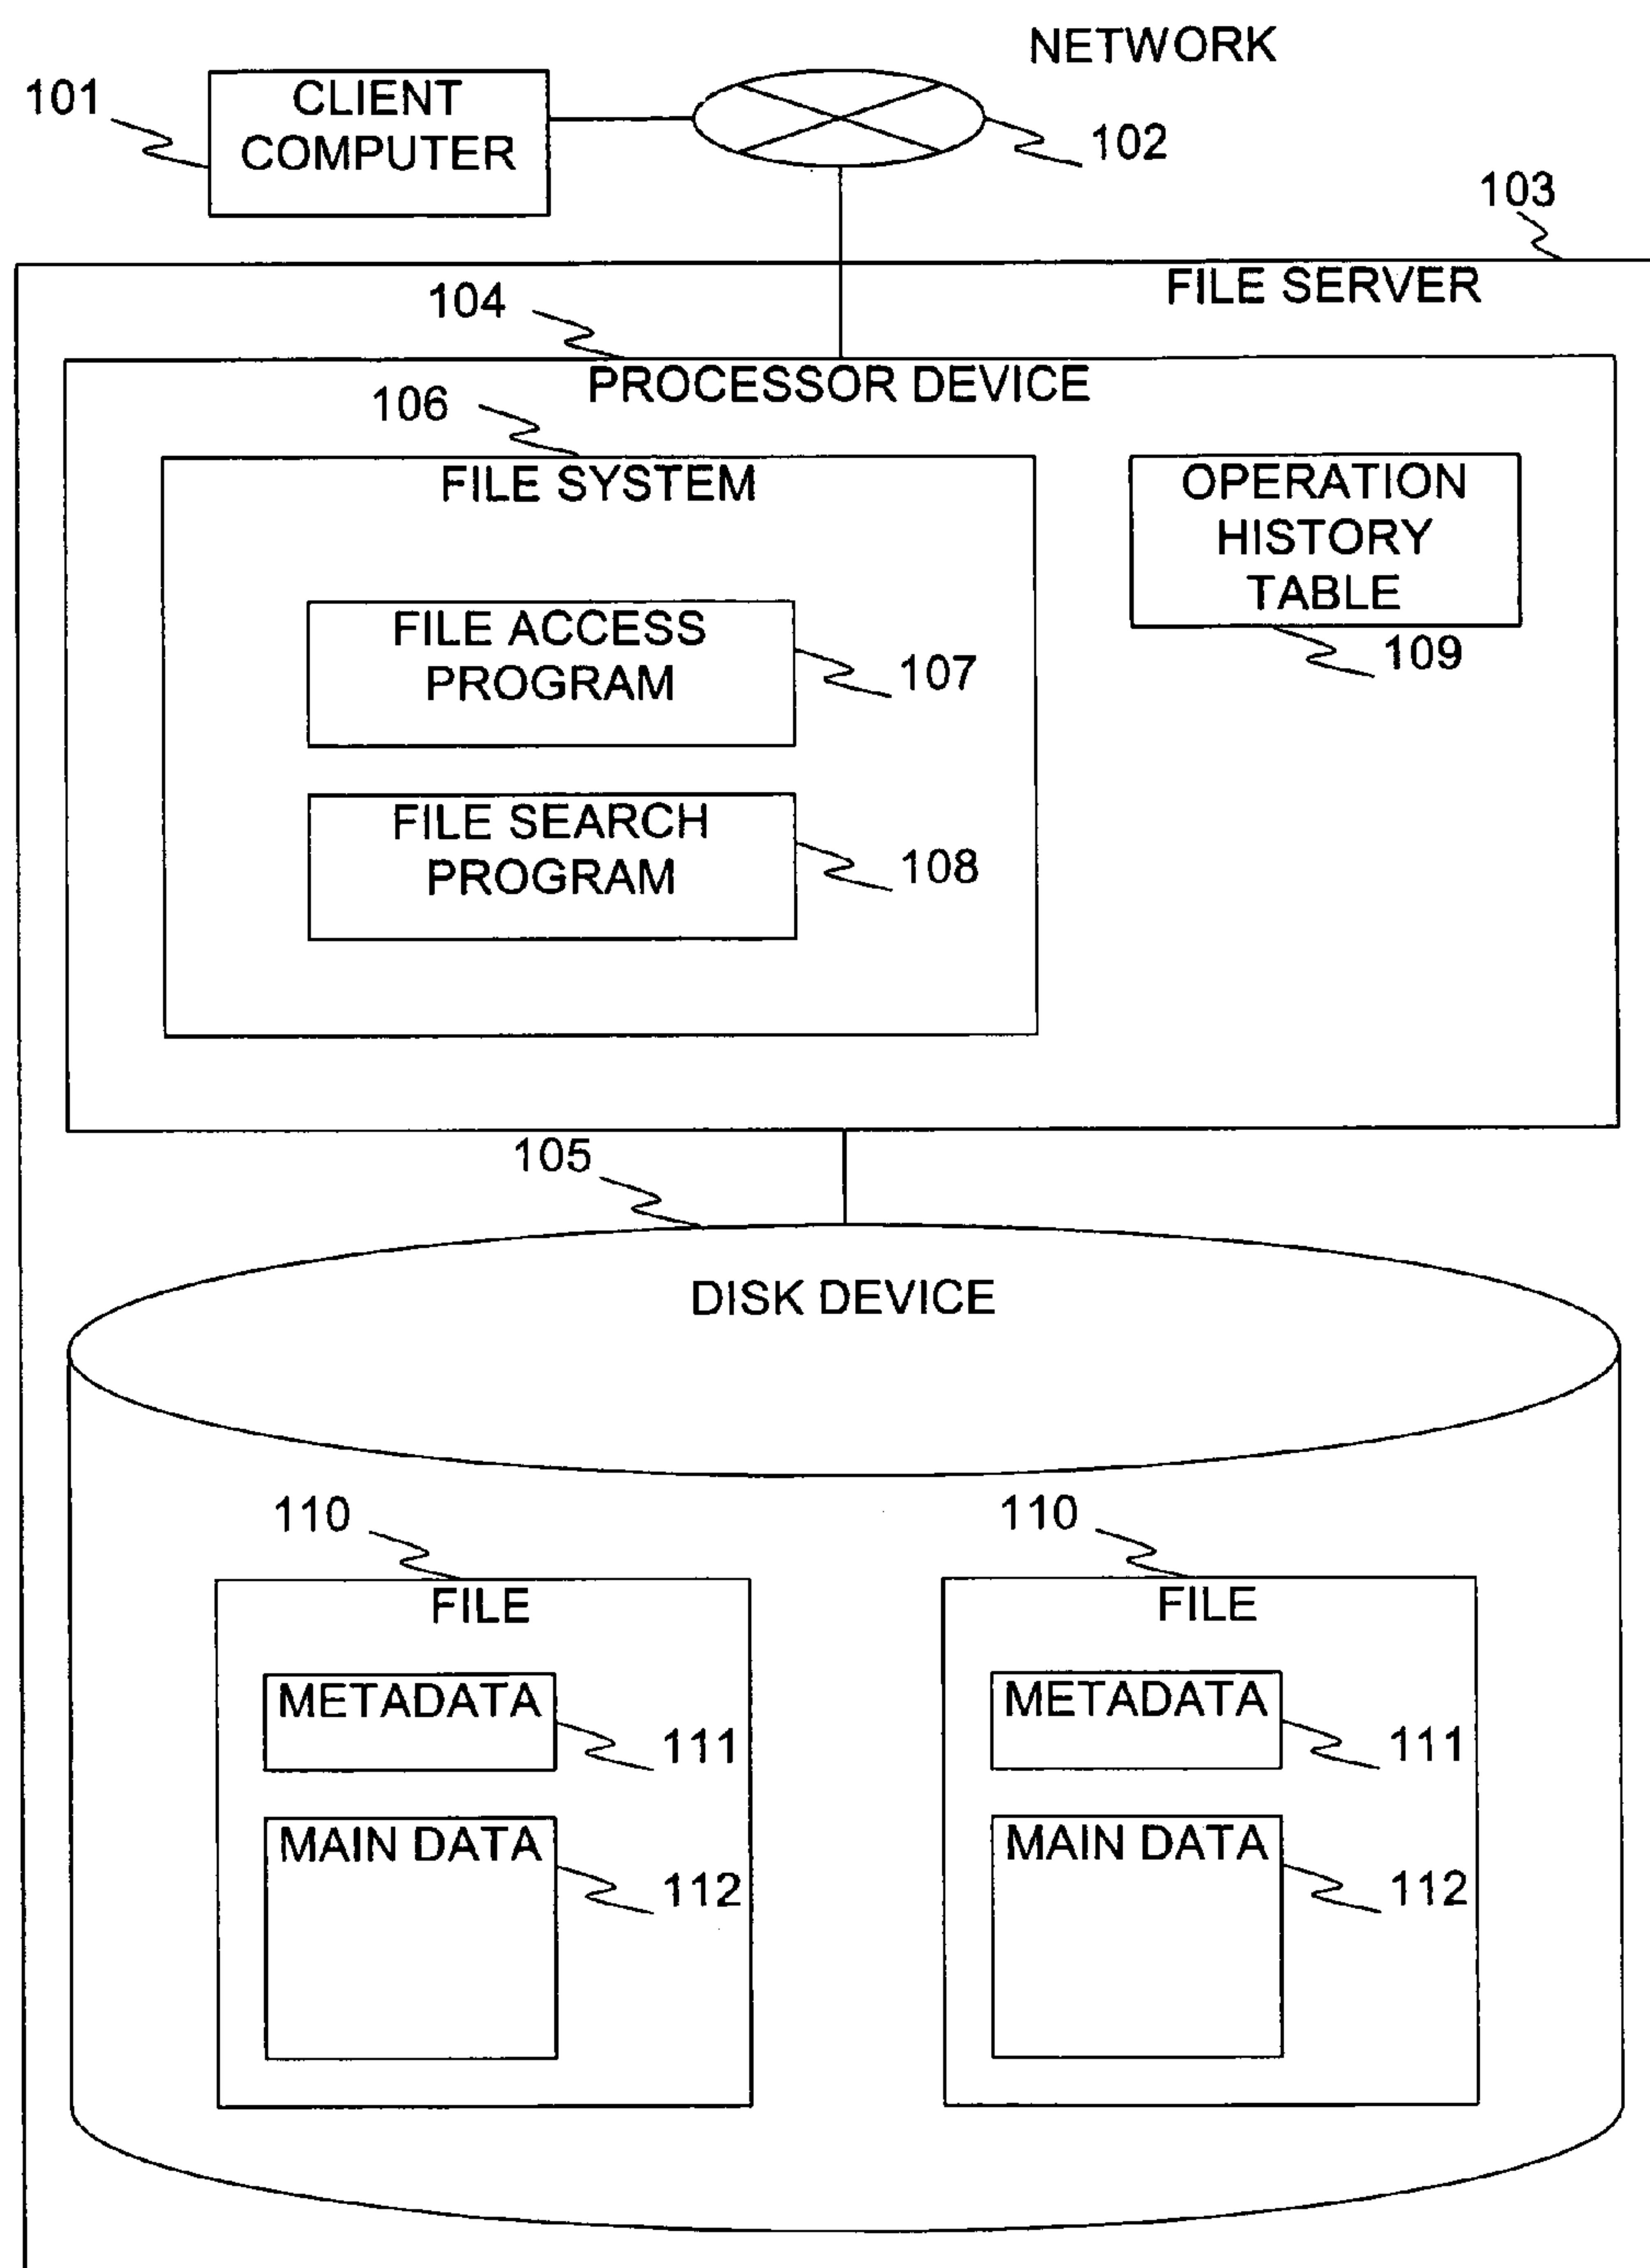 NETWORK
101
CLIENT
COMPUTER
102
103
FILE SERVER
104
PROCESSOR DEVICE
106
FILE SYSTEM
OPERATION
HISTORY
TABLE
109
FILE ACCESS
PROGRAM
107
FILE SEARCH
PROGRAM
108
105
DISK DEVICE
110
FILE
METADATA
111
MAIN DATA
112
110
FILE
METADATA
111
MAIN DATA
112